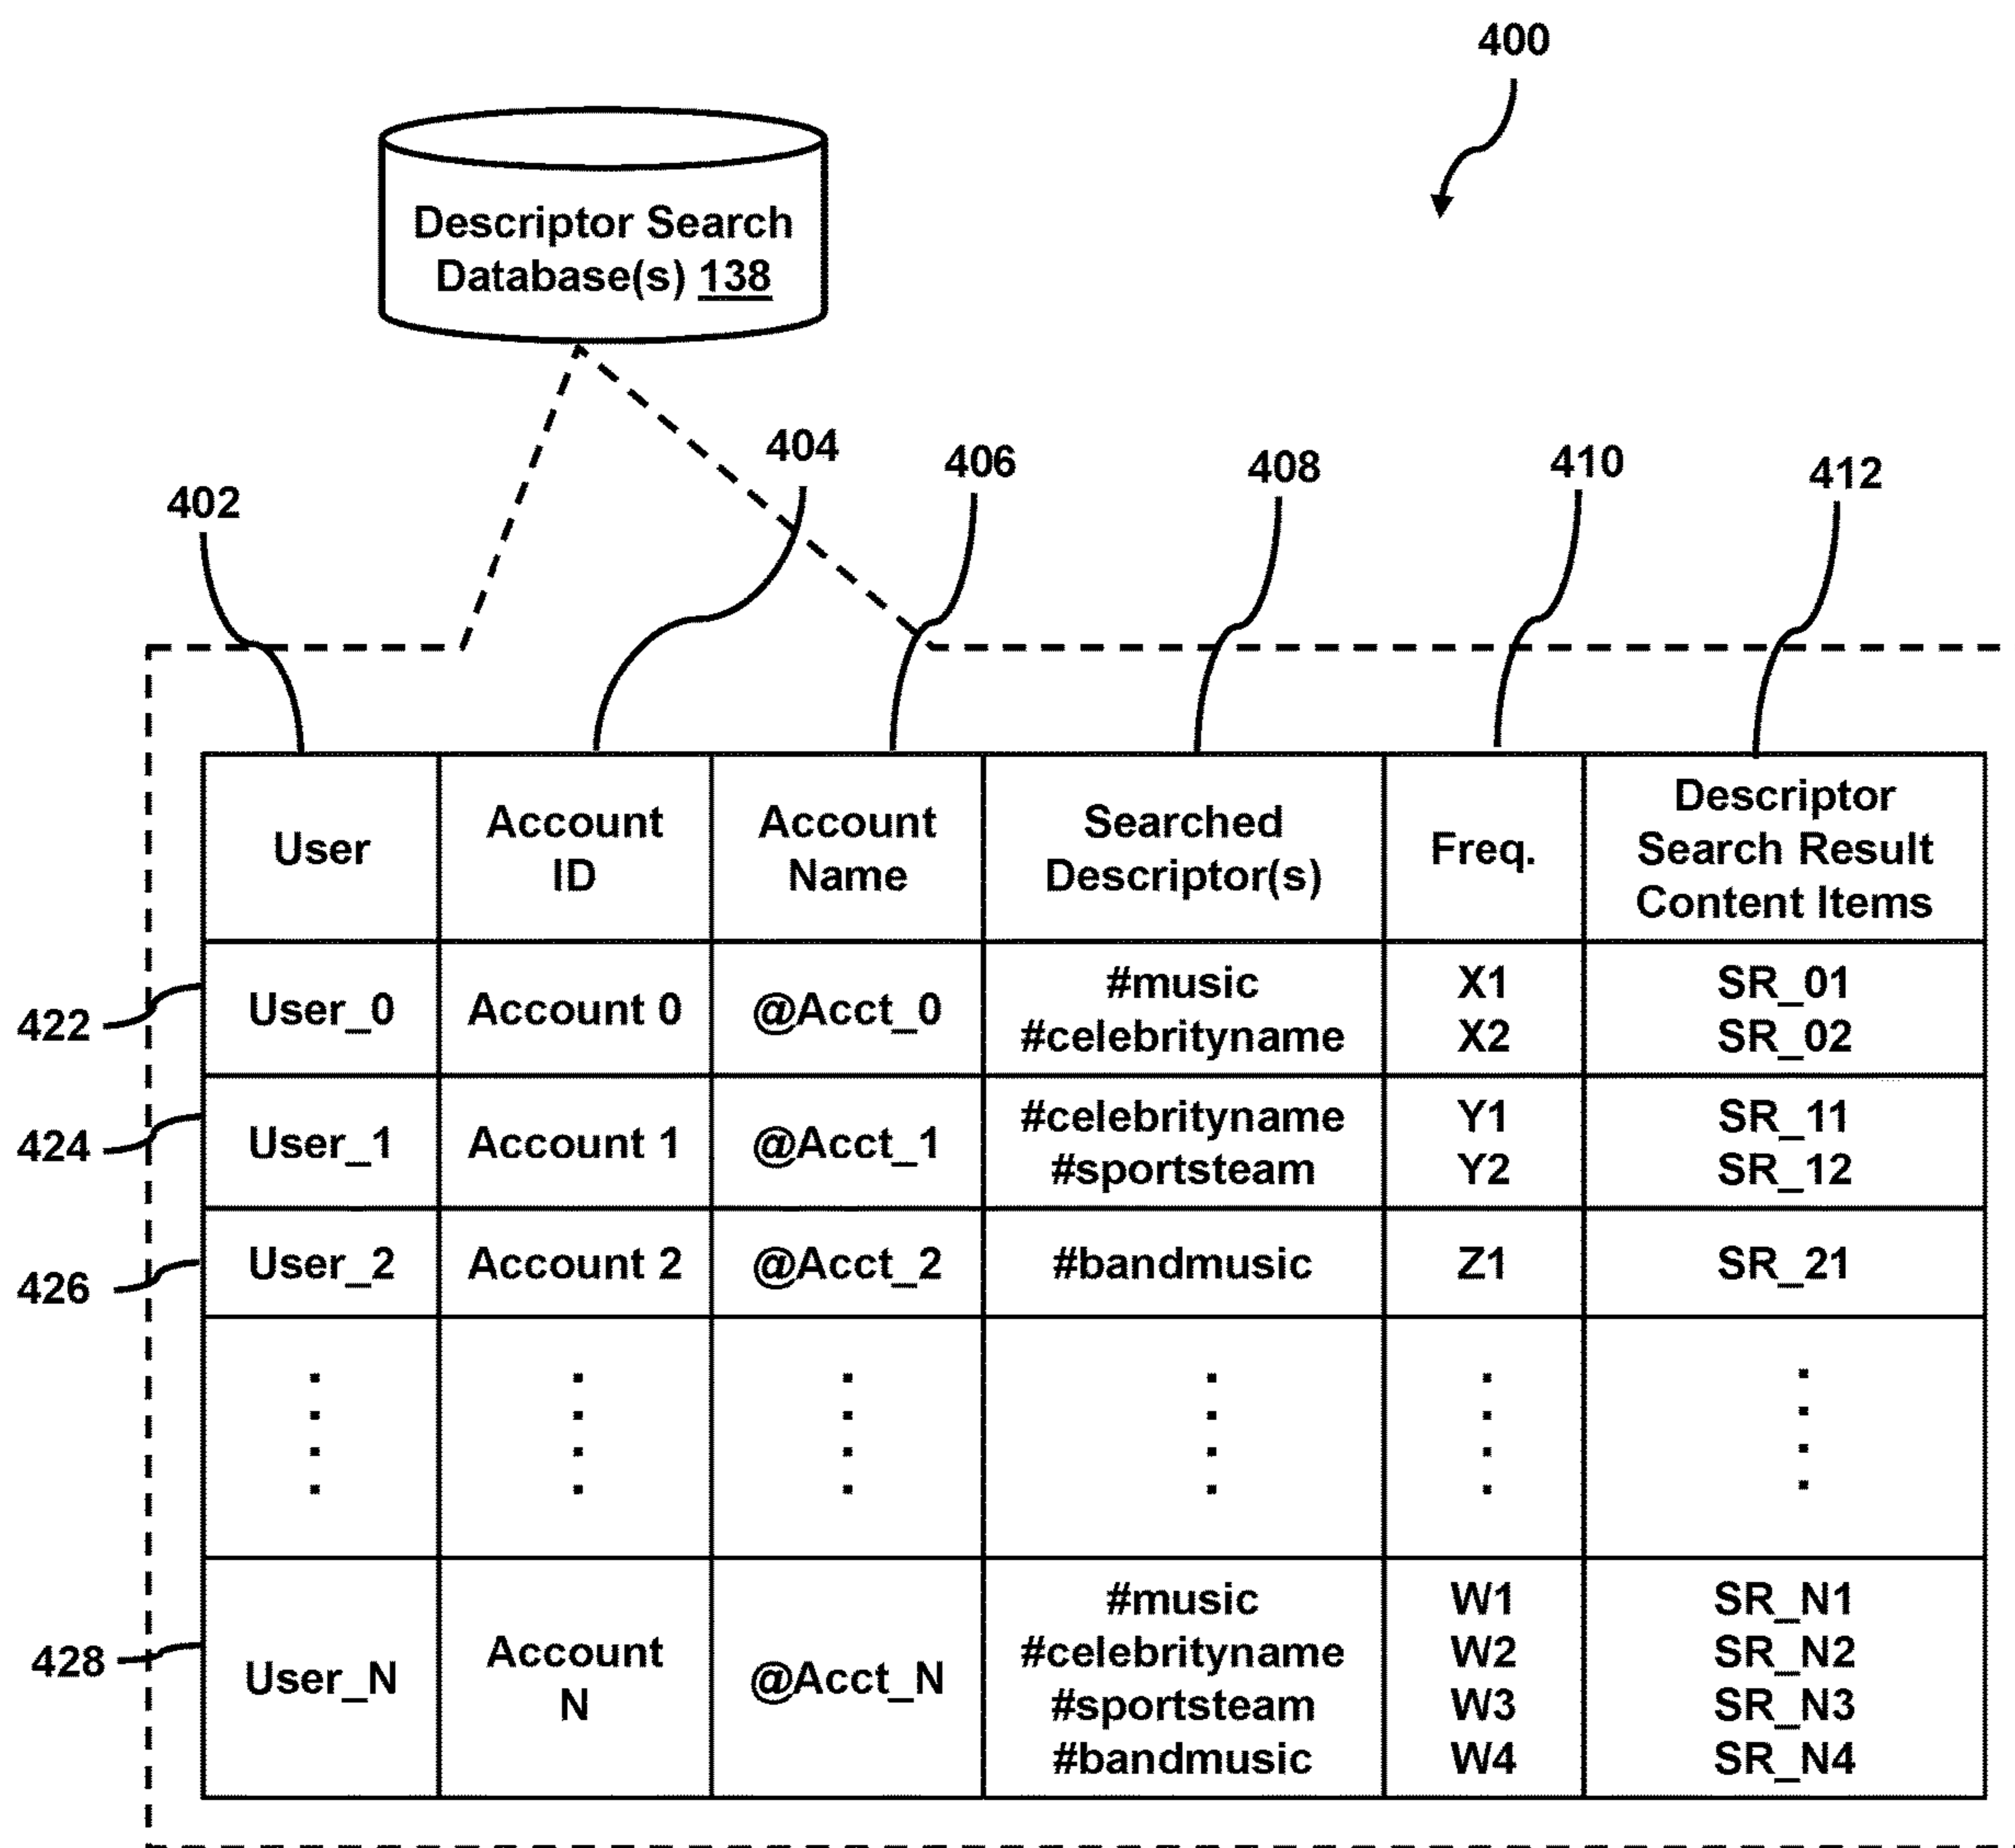 400
Descriptor Search
Database(s) 138
402
404
406
408
410
412
User
Account
ID
Account
Name
Searched
Descriptor(s)
Freq.
Descriptor
Search Result
Content Items
422
User_0
Account 0
@Acct_0
#music
#celebrityname
X1
X2
SR_01
SR_02
424
User_1
Account 1
@Acct_1
#celebrityname
#sportsteam
Y1
Y2
SR_11
SR_12
426
User_2
Account 2
@Acct_2
#bandmusic
Z1
SR_21
428
User_N
Account
N
@Acct_N
#music
#celebrityname
#sportsteam
#bandmusic
W1
W2
W3
W4
SR_N1
SR_N2
SR_N3
SR_N4